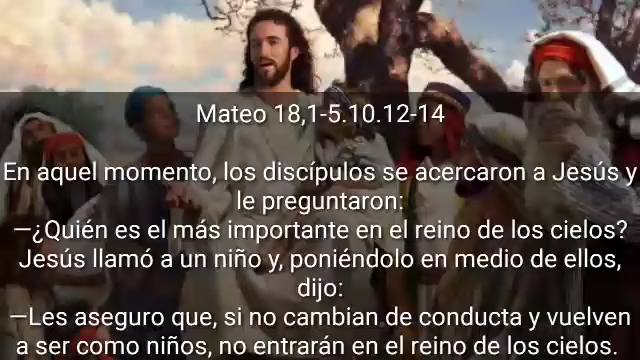 Mateo 18,1-5.10.12-14
En aquel momento, los discípulos se acercaron a Jesús y
le preguntaron:
—¿Quién es el más importante en el reino de los cielos?
Jesús llamó a un niño y, poniéndolo en medio de ellos,
dijo:
—Les aseguro que, si no cambian de conducta y vuelven
a ser como niños, no entrarán en el reino de los cielos.